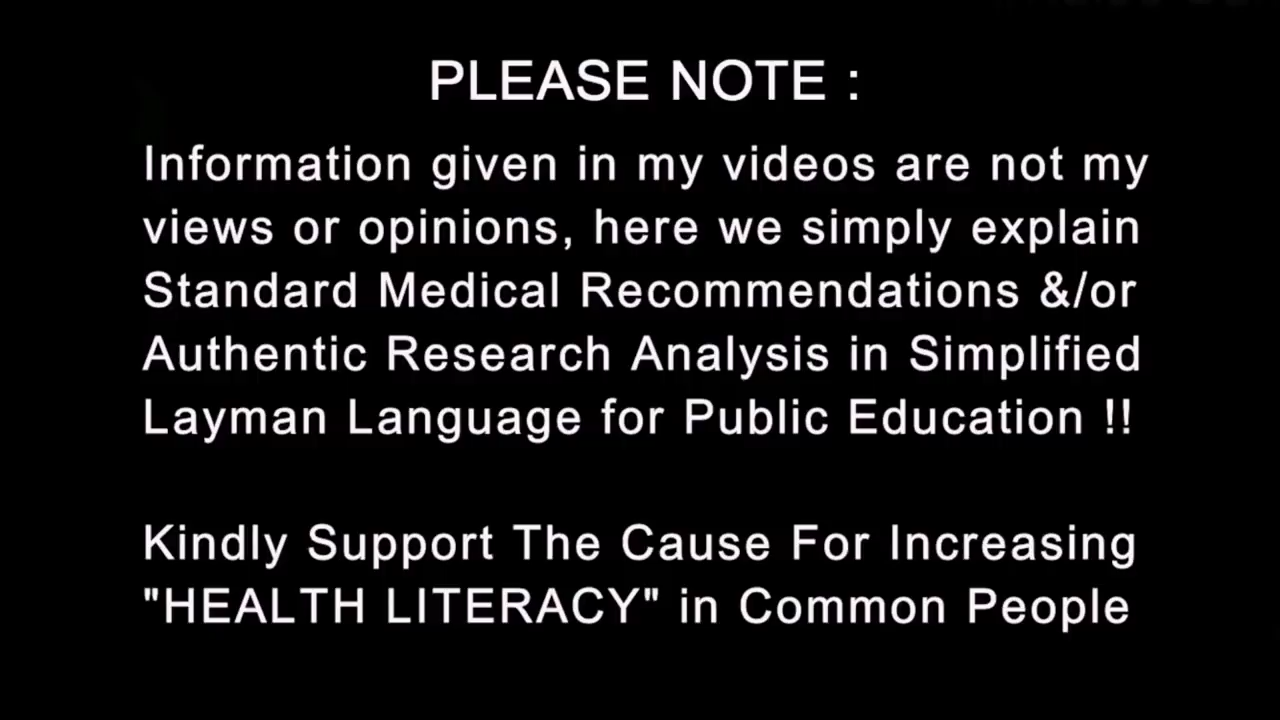 PLEASE NOTE :
Information given in my videos are not my
views or opinions, here we simply explain
Standard Medical Recommendations &/or
Authentic Research Analysis in Simplified
Layman Language for Public Education !!
Kindly Support The Cause For Increasing
"HEALTH LITERACY" in Common People